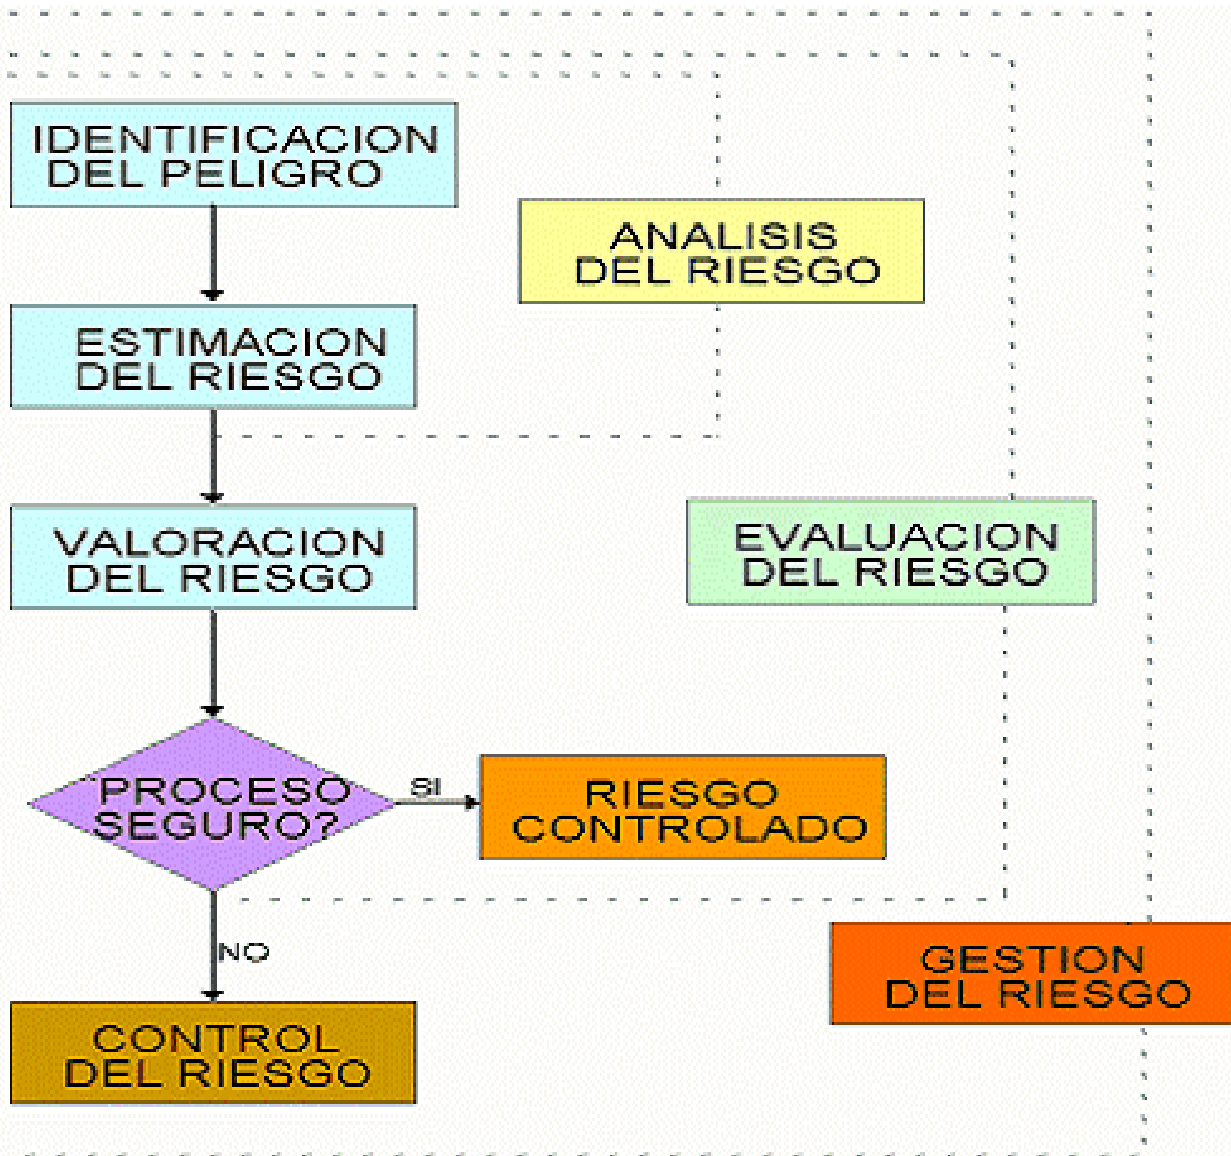 IDENTIFICACION
DEL PELIGRO
ANALISIS
DEL RIESGO
ESTIMACION
DEL RIESGO
VALORACION
DEL RIESGO
EVALUACION
DEL RIESGO
PROCESO
SEGURO?
SI
RIESGO
CONTROLADO
NO
GESTION
DEL RIESGO
CONTROL
DEL RIESGO